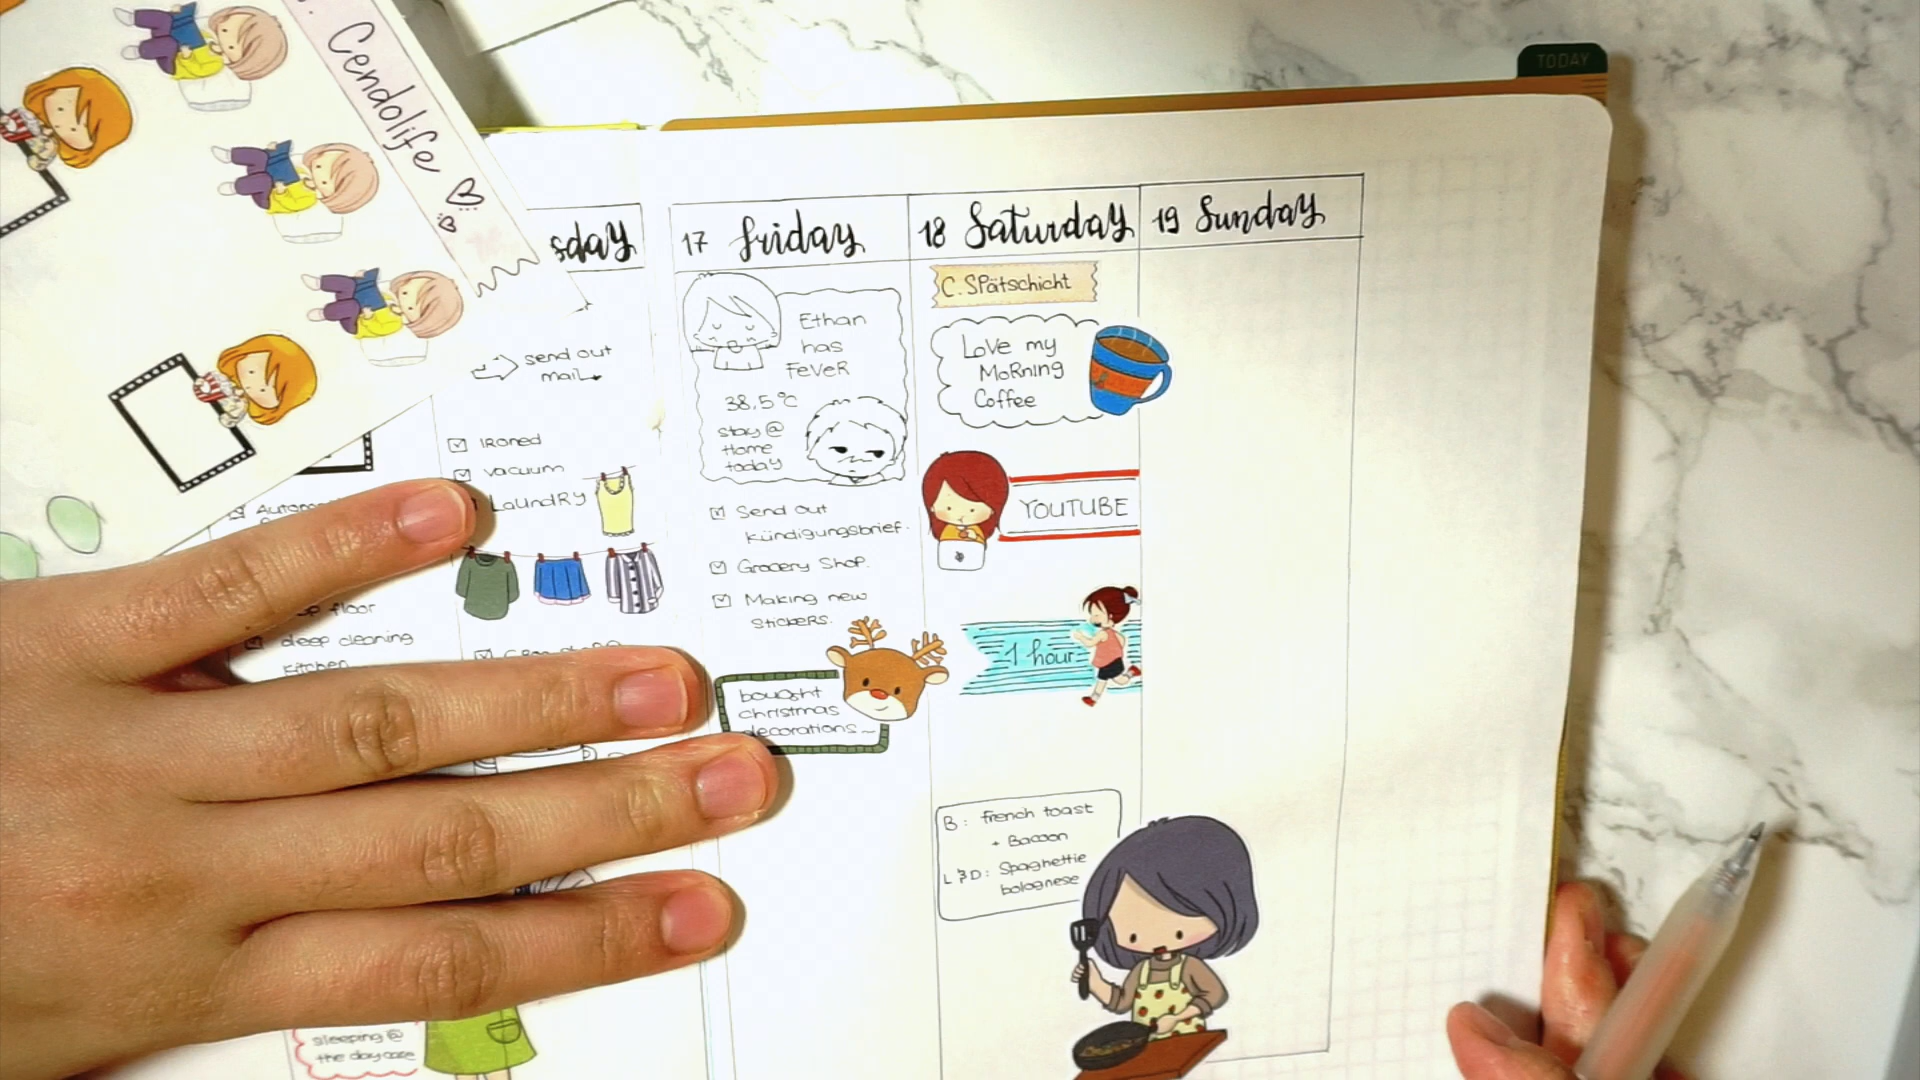 Cendolife
TODAY
sday
send out
mail
Ironed
vacuum
Laundry
floor
deep cleaning
kitchen
sleeping @
the daycare
17 Friday
Ethan
has
Fever
38,5°C
stay @
Home
today
Send out
Kündigungsbrief.
Grocery Shop.
Making new
Stickers.
bought
christmas
decorations~
18 Saturday
C. Spätschicht
Love my
Morning
Coffee
YOUTUBE
1 hour
B: french toast
+ Bacoon
L & D: Spaghettie
bolognese
19 Sunday